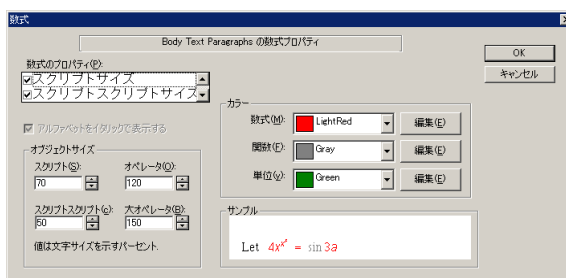 数式
Body Text Paragraphs の数式プロパティ
OK
キャンセル
数式のプロパティ(P):
スクリプトサイズ
スクリプトスクリプトサイズ
アルファベットをイタリックで表示する
オブジェクトサイズ
スクリプト(S): オペレータ(O):
70 120
スクリプトスクリプト(c): 大オペレータ(B):
50 150
値は文字サイズを示すパーセント.
カラー
数式(M): LightRed 編集(E)
関数(F): Gray 編集(E)
単位(v): Green 編集(E)
サンプル
Let 4xˣˣ = sin 3a